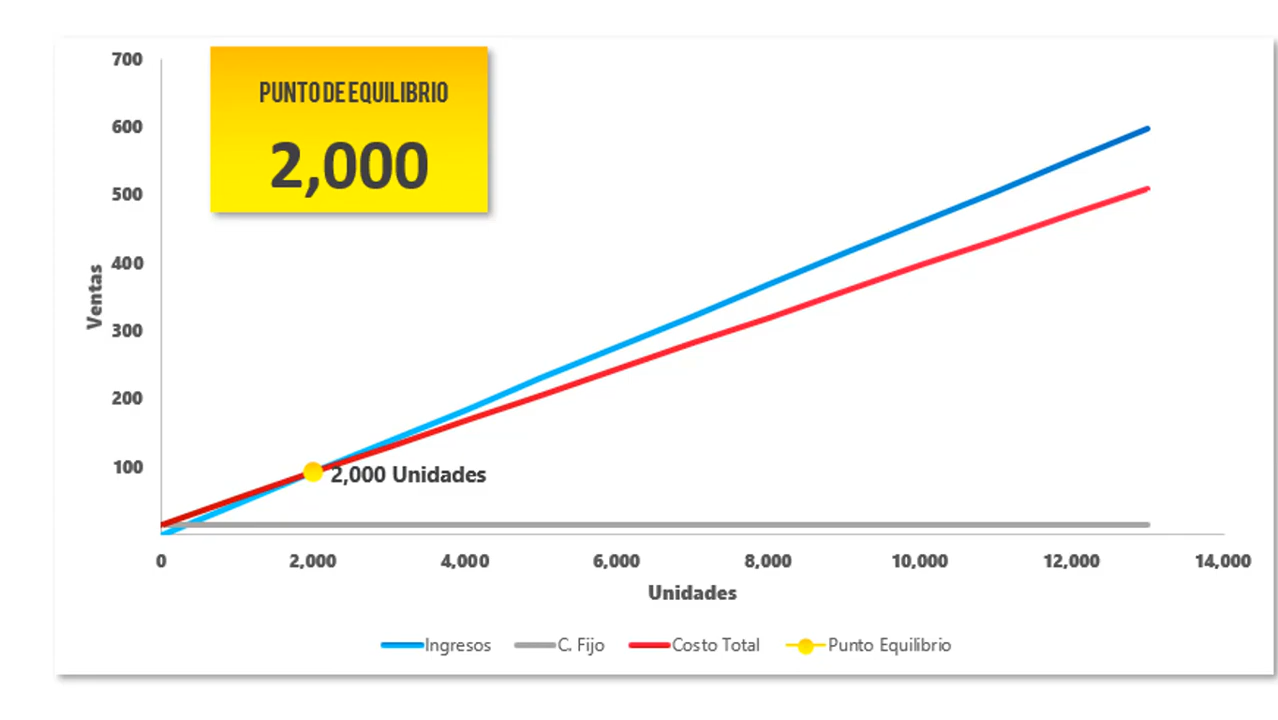 PUNTO DE EQUILIBRIO
2,000
700
600
500
400
300
200
100
Ventas
2,000 Unidades
0 2,000 4,000 6,000 8,000 10,000 12,000 14,000
Unidades
Ingresos C. Fijo Costo Total Punto Equilibrio